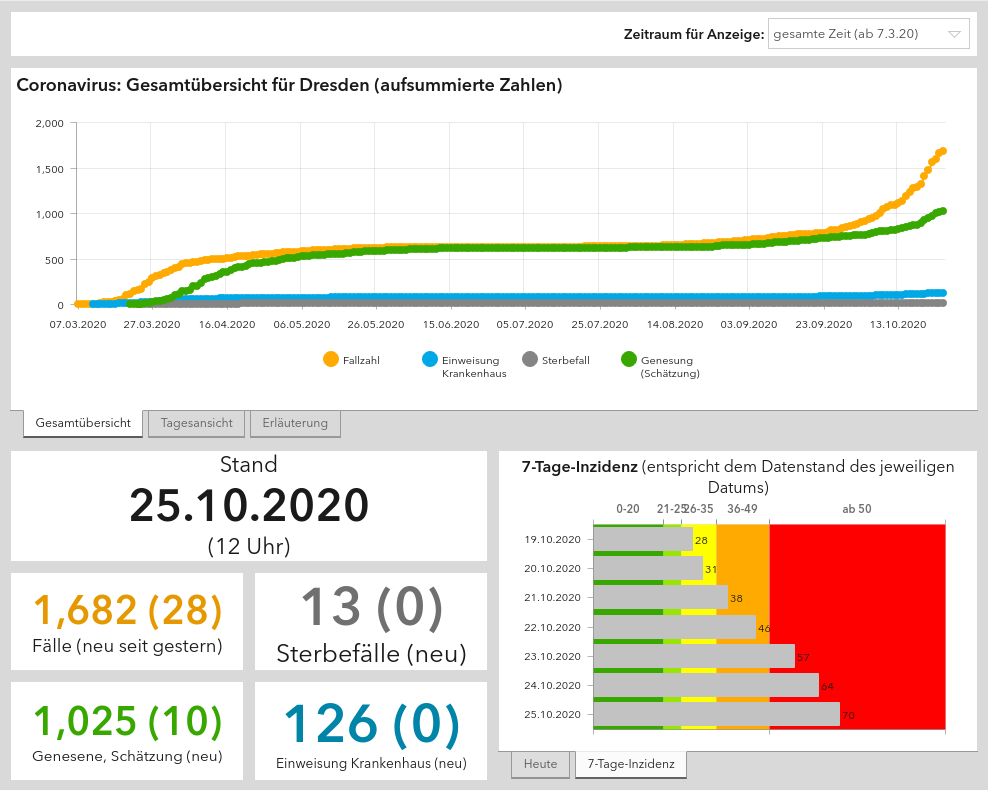 Zeitraum für Anzeige: gesamte Zeit (ab 7.3.20)
Coronavirus: Gesamtübersicht für Dresden (aufsummierte Zahlen)
2,000
1,500
1,000
500
0
07.03.2020 27.03.2020 16.04.2020 06.05.2020 26.05.2020 15.06.2020 05.07.2020 25.07.2020 14.08.2020 03.09.2020 23.09.2020 13.10.2020
Fallzahl Einweisung Sterbefall Genesung
Krankenhaus (Schätzung)
Gesamtübersicht Tagesansicht Erläuterung
Stand
25.10.2020
(12 Uhr)
1,682 (28)
Fälle (neu seit gestern)
13 (0)
Sterbefälle (neu)
1,025 (10)
Genesene, Schätzung (neu)
126 (0)
Einweisung Krankenhaus (neu)
7-Tage-Inzidenz (entspricht dem Datenstand des jeweiligen
Datums)
0-20 21-25 26-35 36-49 ab 50
19.10.2020 28
20.10.2020 31
21.10.2020 38
22.10.2020 46
23.10.2020 57
24.10.2020 64
25.10.2020 70
Heute 7-Tage-Inzidenz